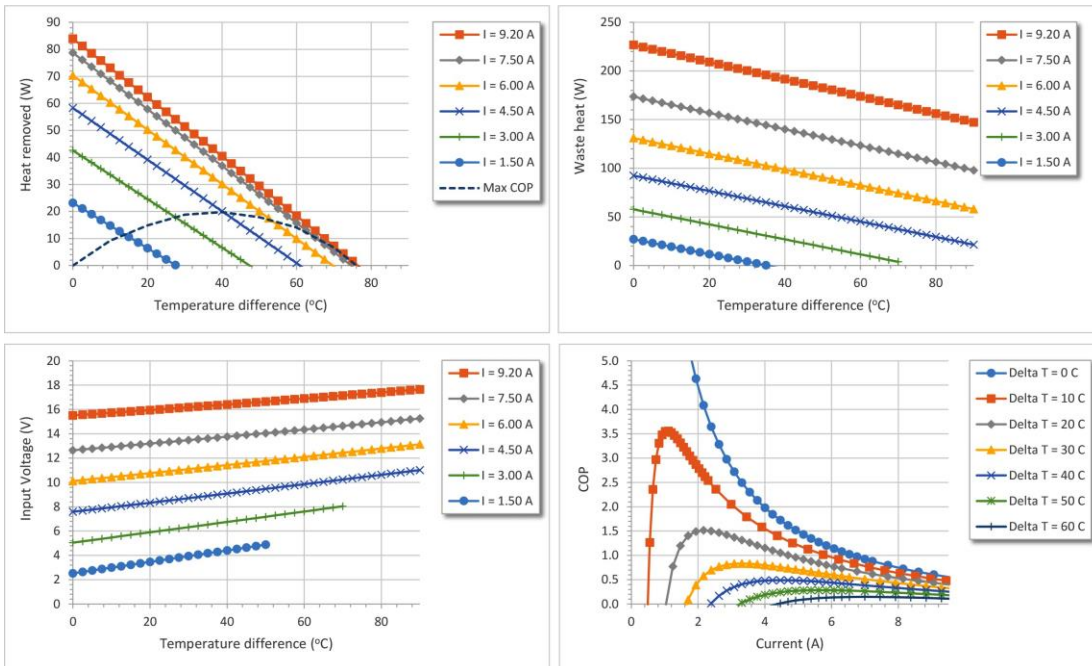 90
80
70
60
50
40
30
20
10
0
Heat removed (W)
0 20 40 60 80
Temperature difference (°C)
I = 9.20 A
I = 7.50 A
I = 6.00 A
I = 4.50 A
I = 3.00 A
I = 1.50 A
Max COP
250
200
150
100
50
0
Waste heat (W)
0 20 40 60 80
Temperature difference (°C)
I = 9.20 A
I = 7.50 A
I = 6.00 A
I = 4.50 A
I = 3.00 A
I = 1.50 A
20
18
16
14
12
10
8
6
4
2
0
Input Voltage (V)
0 20 40 60 80
Temperature difference (°C)
I = 9.20 A
I = 7.50 A
I = 6.00 A
I = 4.50 A
I = 3.00 A
I = 1.50 A
5.0
4.5
4.0
3.5
3.0
2.5
2.0
1.5
1.0
0.5
0.0
COP
0 2 4 6 8
Current (A)
Delta T = 0 C
Delta T = 10 C
Delta T = 20 C
Delta T = 30 C
Delta T = 40 C
Delta T = 50 C
Delta T = 60 C